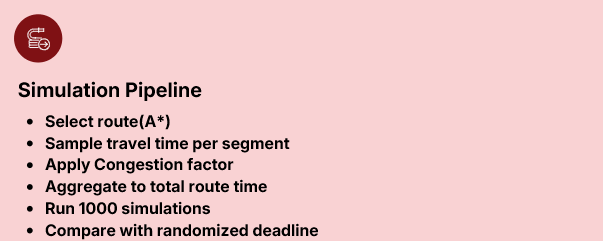 Simulation Pipeline
• Select route(A*)
• Sample travel time per segment
• Apply Congestion factor
• Aggregate to total route time
• Run 1000 simulations
• Compare with randomized deadline